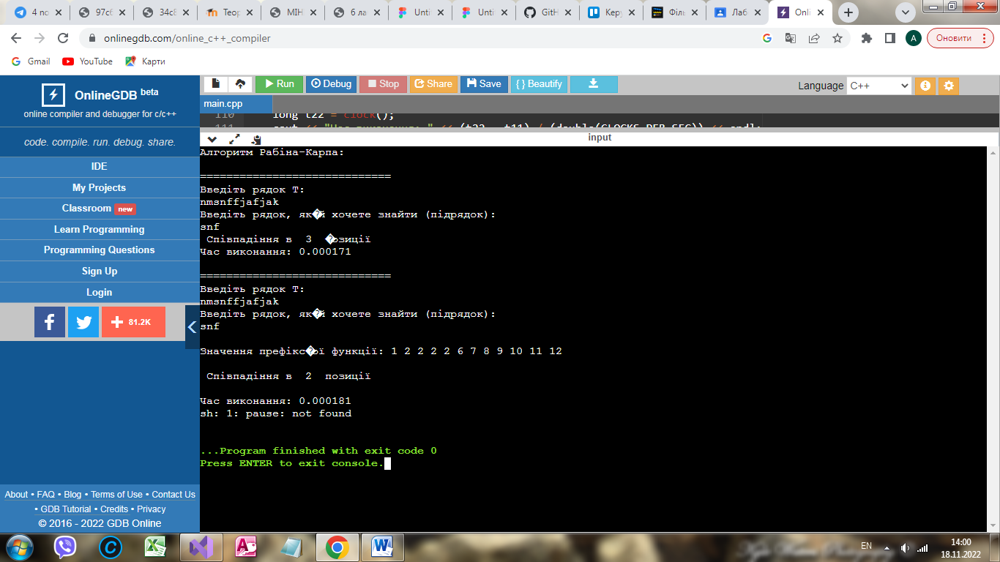 4 по
97с6
34c8
Теор
МІН
6 ла
Unti
Unti
GitH
Керу
Філь
Лаб
Onli
onlinegdb.com/online_c++_compiler
Оновити
A
Gmail
YouTube
Карти
OnlineGDB beta
online compiler and debugger for c/c++
code. compile. run. debug. share.
IDE
My Projects
Classroom new
Learn Programming
Programming Questions
Sign Up
Login
81.2K
About • FAQ • Blog • Terms of Use • Contact Us
• GDB Tutorial • Credits • Privacy
© 2016 - 2022 GDB Online
Run
Debug
Stop
Share
Save
{ } Beautify
Language C++
main.cpp
110 long t22 = clock();
111
input
Алгоритм Рабіна-Карпа:
=============================
Введіть рядок Т:
nmsnffjafjak
Введіть рядок, як�й хочете знайти (підрядок):
snf
Співпадіння в 3 �озиції
Час виконання: 0.000171
=============================
Введіть рядок Т:
nmsnffjafjak
Введіть рядок, як�й хочете знайти (підрядок):
snf
Значення префікс�ої функції: 1 2 2 2 2 6 7 8 9 10 11 12
Співпадіння в 2 позиції
Час виконання: 0.000181
sh: 1: pause: not found
...Program finished with exit code 0
Press ENTER to exit console.
EN
14:00
18.11.2022